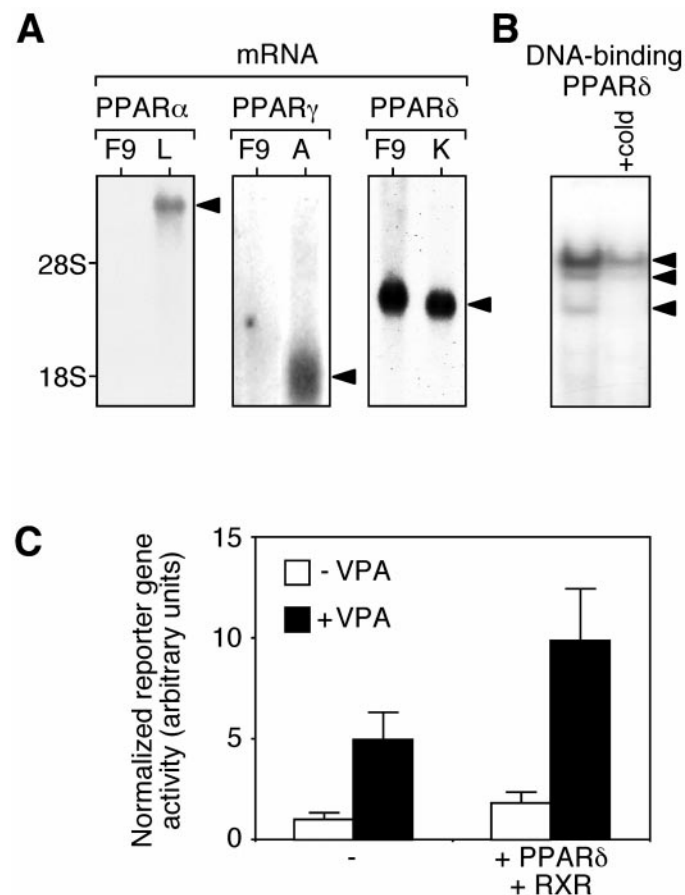 A
mRNA
PPARα
PPARγ
PPARδ
F9 L
F9 A
F9 K
28S
18S
B
DNA-binding
PPARδ
+cold
C
Normalized reporter gene
activity (arbitrary units)
15
10
5
0
- VPA
+ VPA
-
+ PPARδ
+ RXR